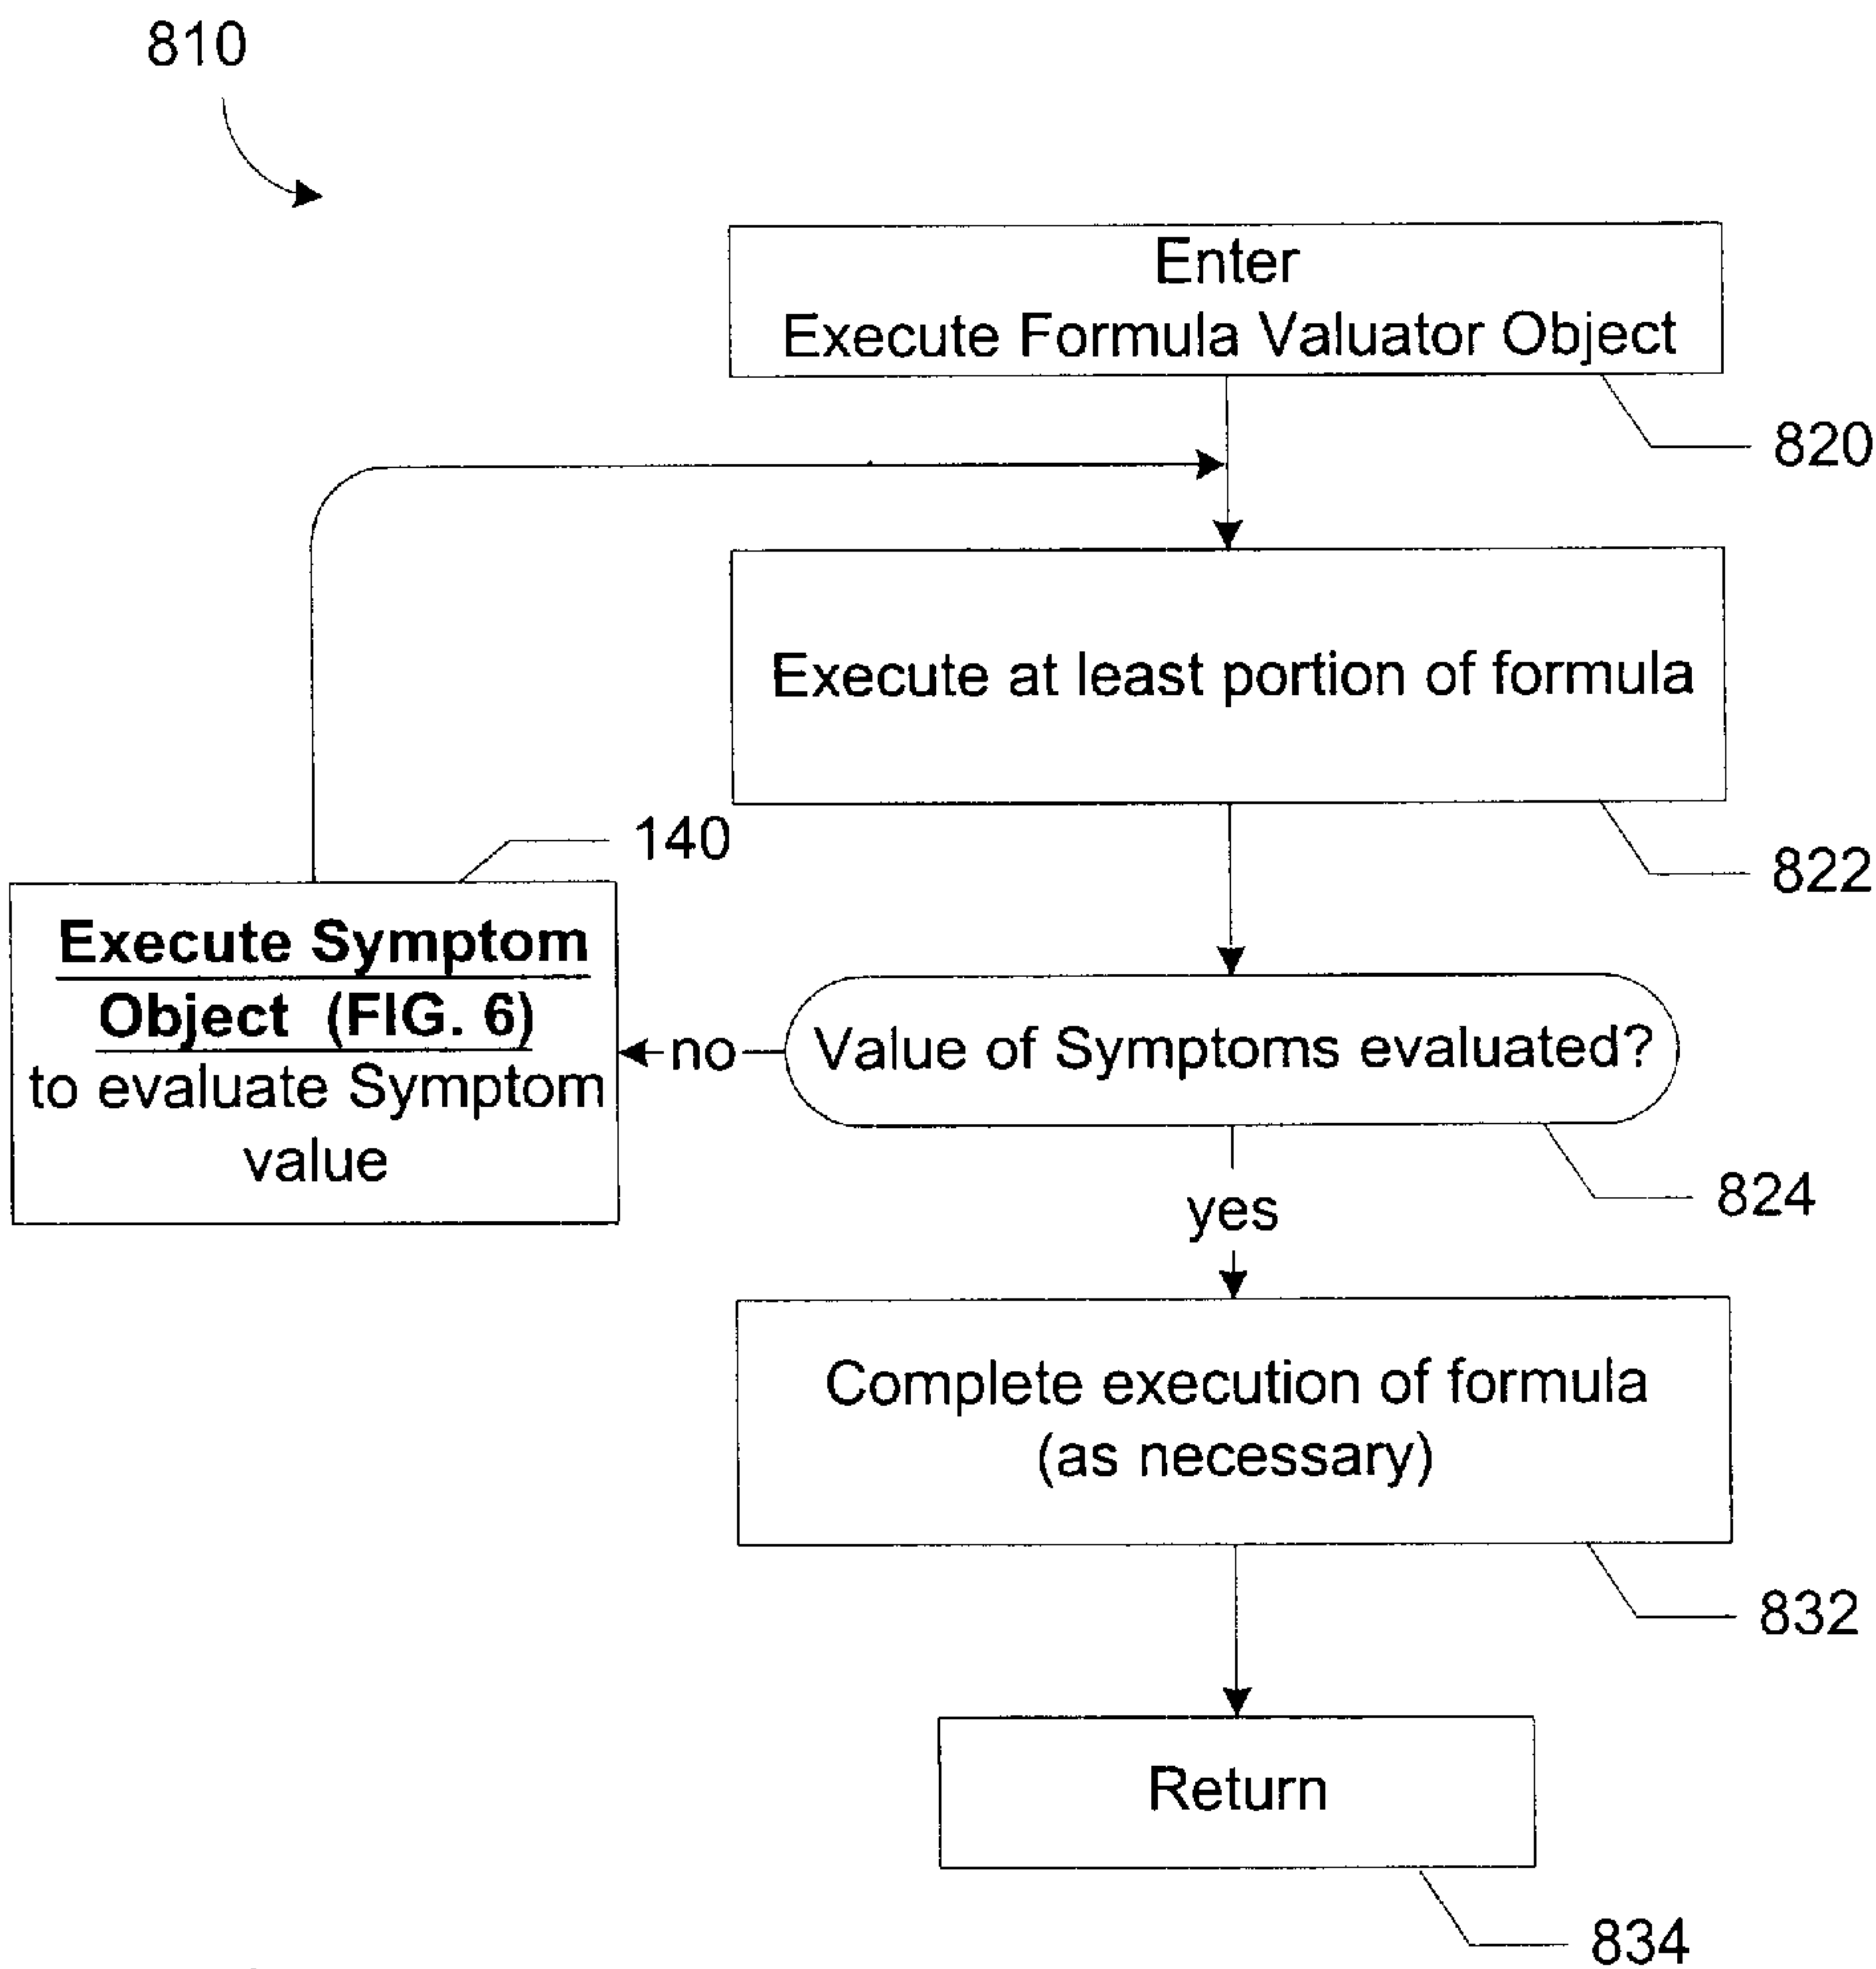 810
Enter
Execute Formula Valuator Object
820
Execute at least portion of formula
822
140
Execute Symptom
Object (FIG. 6)
to evaluate Symptom
value
no
Value of Symptoms evaluated?
824
yes
Complete execution of formula
(as necessary)
832
Return
834